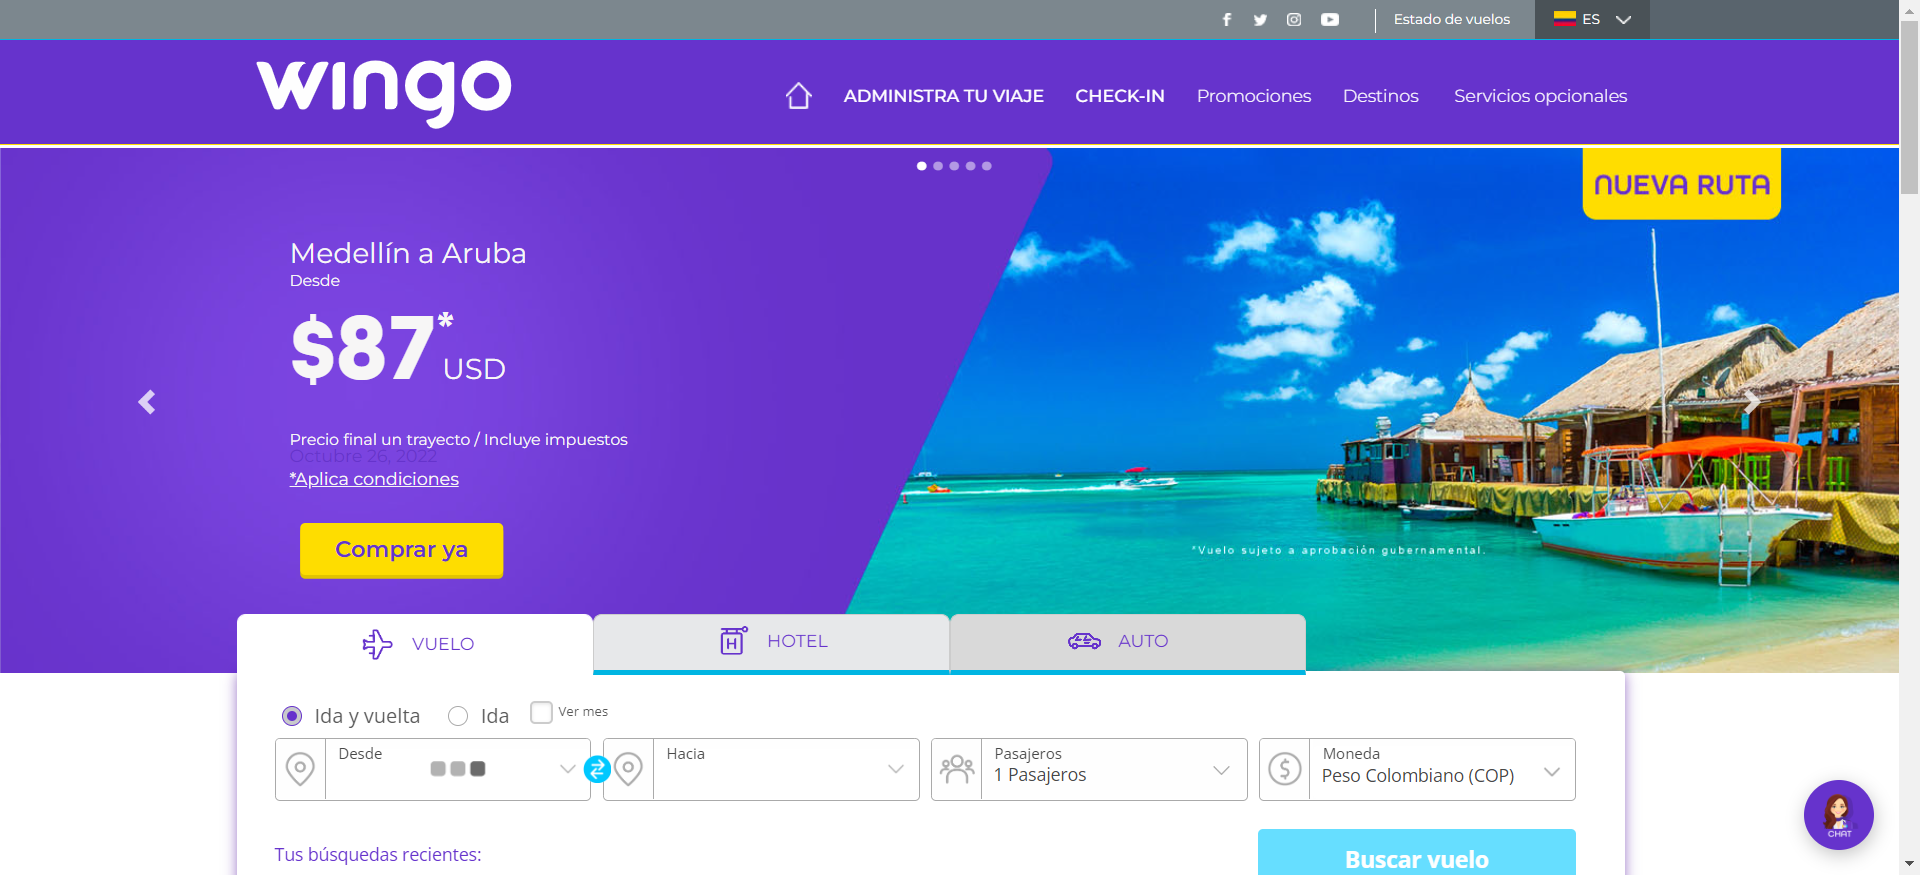 Estado de vuelos
ES
wingo
ADMINISTRA TU VIAJE
CHECK-IN
Promociones
Destinos
Servicios opcionales
NUEVA RUTA
Medellín a Aruba
Desde
$87*
USD
Precio final un trayecto / Incluye impuestos
Octubre 26, 2022
*Aplica condiciones
Comprar ya
*Vuelo sujeto a aprobación gubernamental.
VUELO
HOTEL
AUTO
Ida y vuelta
Ida
Ver mes
Desde
Hacia
Pasajeros
1 Pasajeros
Moneda
Peso Colombiano (COP)
CHAT
Tus búsquedas recientes:
Buscar vuelo